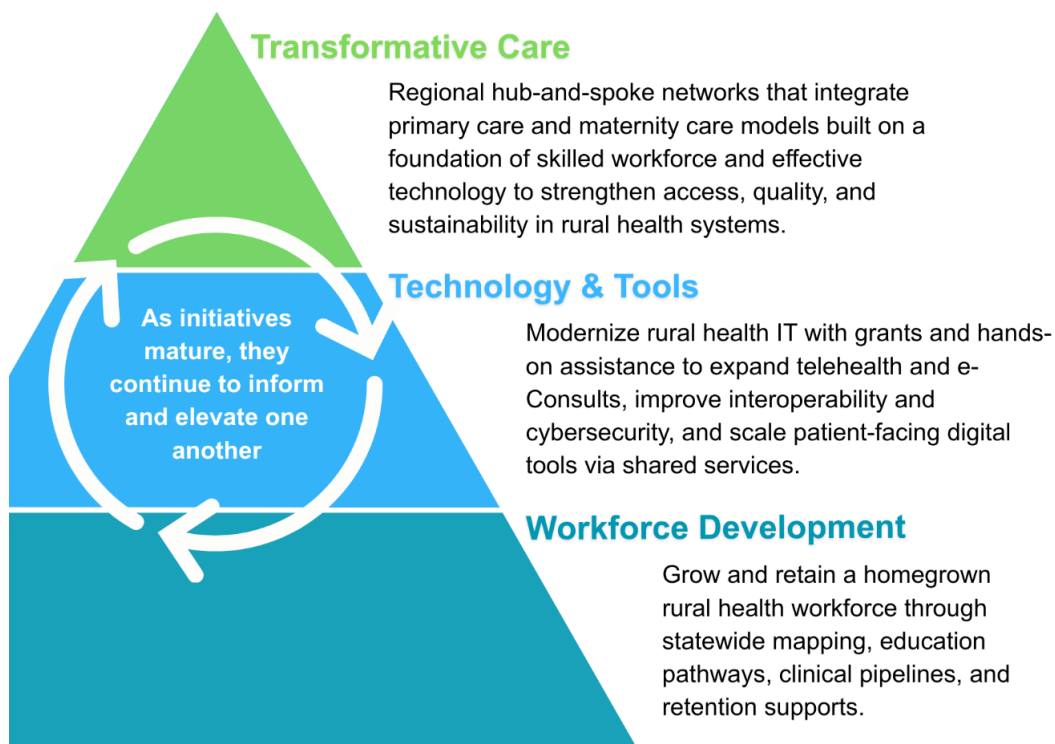 Transformative Care
Regional hub-and-spoke networks that integrate
primary care and maternity care models built on a
foundation of skilled workforce and effective
technology to strengthen access, quality, and
sustainability in rural health systems.
Technology & Tools
As initiatives
mature, they
continue to inform
and elevate one
another
Modernize rural health IT with grants and hands-
on assistance to expand telehealth and e-
Consults, improve interoperability and
cybersecurity, and scale patient-facing digital
tools via shared services.
Workforce Development
Grow and retain a homegrown
rural health workforce through
statewide mapping, education
pathways, clinical pipelines, and
retention supports.